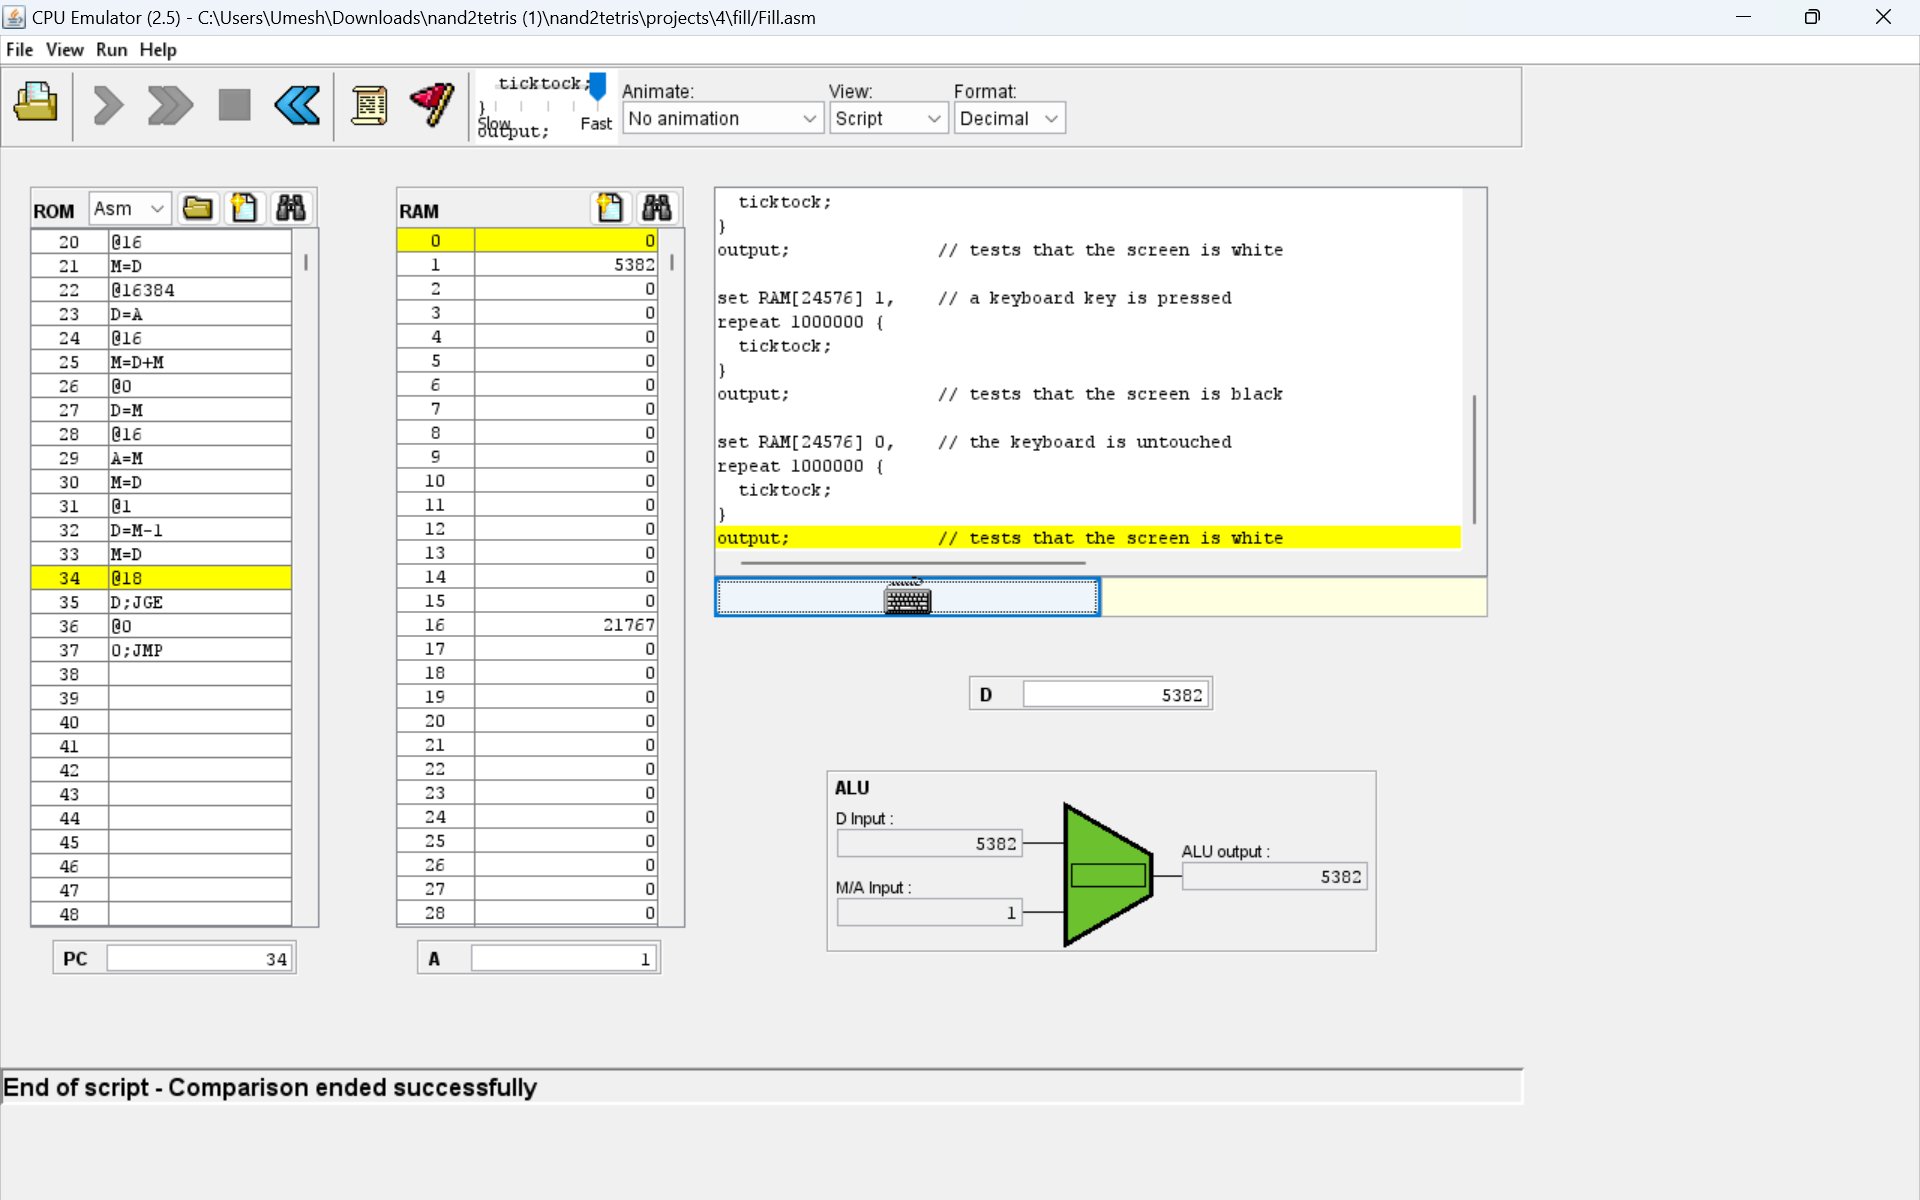 CPU Emulator (2.5) - C:\Users\Umesh\Downloads\nand2tetris (1)\nand2tetris\projects\4\fill/Fill.asm
File View Run Help
ticktock;
}
output;
Slow Fast
Animate:
No animation
View:
Script
Format:
Decimal
ROM Asm
20 @16
21 M=D
22 @16384
23 D=A
24 @16
25 M=D+M
26 @0
27 D=M
28 @16
29 A=M
30 M=D
31 @1
32 D=M-1
33 M=D
34 @18
35 D;JGE
36 @0
37 0;JMP
38
39
40
41
42
43
44
45
46
47
48
PC 34
RAM
0 0
1 5382
2 0
3 0
4 0
5 0
6 0
7 0
8 0
9 0
10 0
11 0
12 0
13 0
14 0
15 0
16 21767
17 0
18 0
19 0
20 0
21 0
22 0
23 0
24 0
25 0
26 0
27 0
28 0
A 1
ticktock;
}
output; // tests that the screen is white
set RAM[24576] 1, // a keyboard key is pressed
repeat 1000000 {
ticktock;
}
output; // tests that the screen is black
set RAM[24576] 0, // the keyboard is untouched
repeat 1000000 {
ticktock;
}
output; // tests that the screen is white
D 5382
ALU
D Input :
5382
M/A Input :
1
ALU output :
5382
End of script - Comparison ended successfully